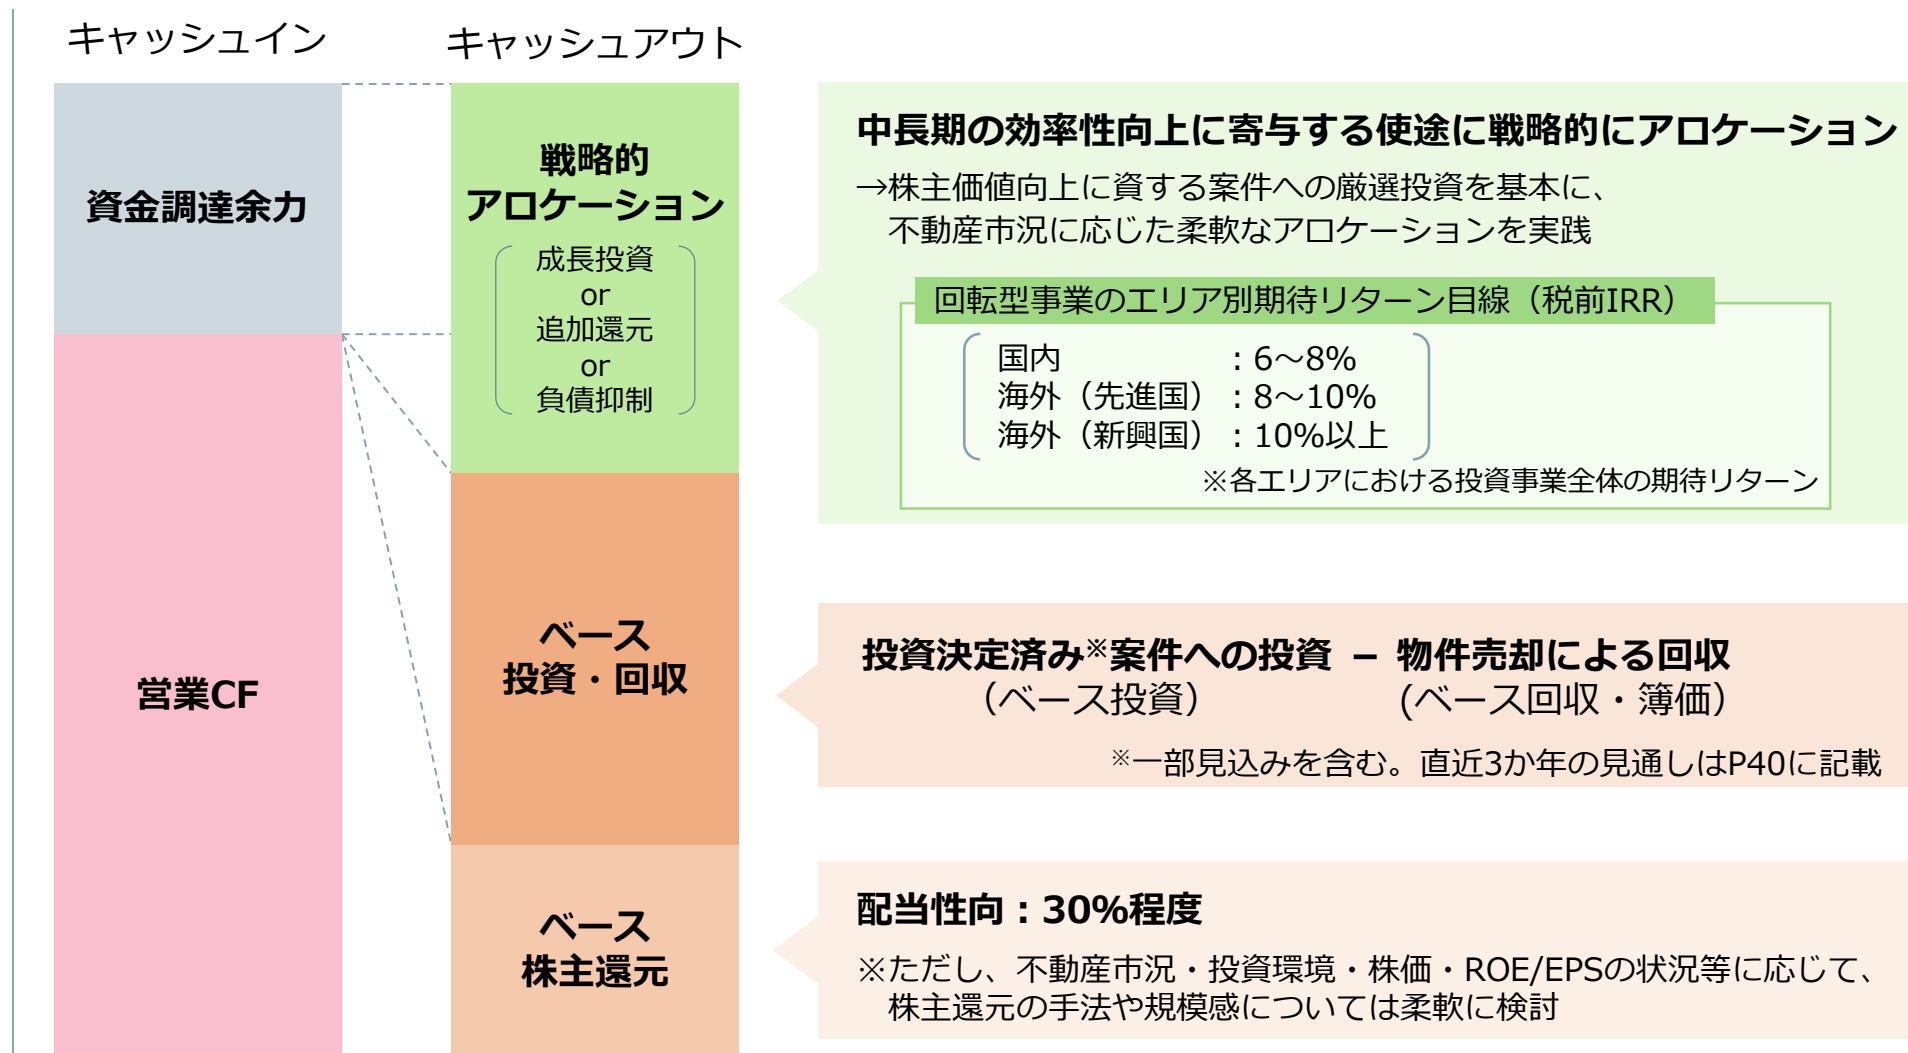 キャッシュイン
キャッシュアウト
資金調達余力
営業CF
戦略的
アロケーション
成長投資
or
追加還元
or
負債抑制
ベース
投資・回収
ベース
株主還元
中長期の効率性向上に寄与する使途に戦略的にアロケーション
→株主価値向上に資する案件への厳選投資を基本に、
不動産市況に応じた柔軟なアロケーションを実践
回転型事業のエリア別期待リターン目線（税前IRR）
国内 ：6～8%
海外（先進国）：8～10%
海外（新興国）：10%以上
※各エリアにおける投資事業全体の期待リターン
投資決定済み※案件への投資 － 物件売却による回収
（ベース投資） (ベース回収・簿価）
※一部見込みを含む。直近3か年の見通しはP40に記載
配当性向：30%程度
※ただし、不動産市況・投資環境・株価・ROE/EPSの状況等に応じて、
株主還元の手法や規模感については柔軟に検討